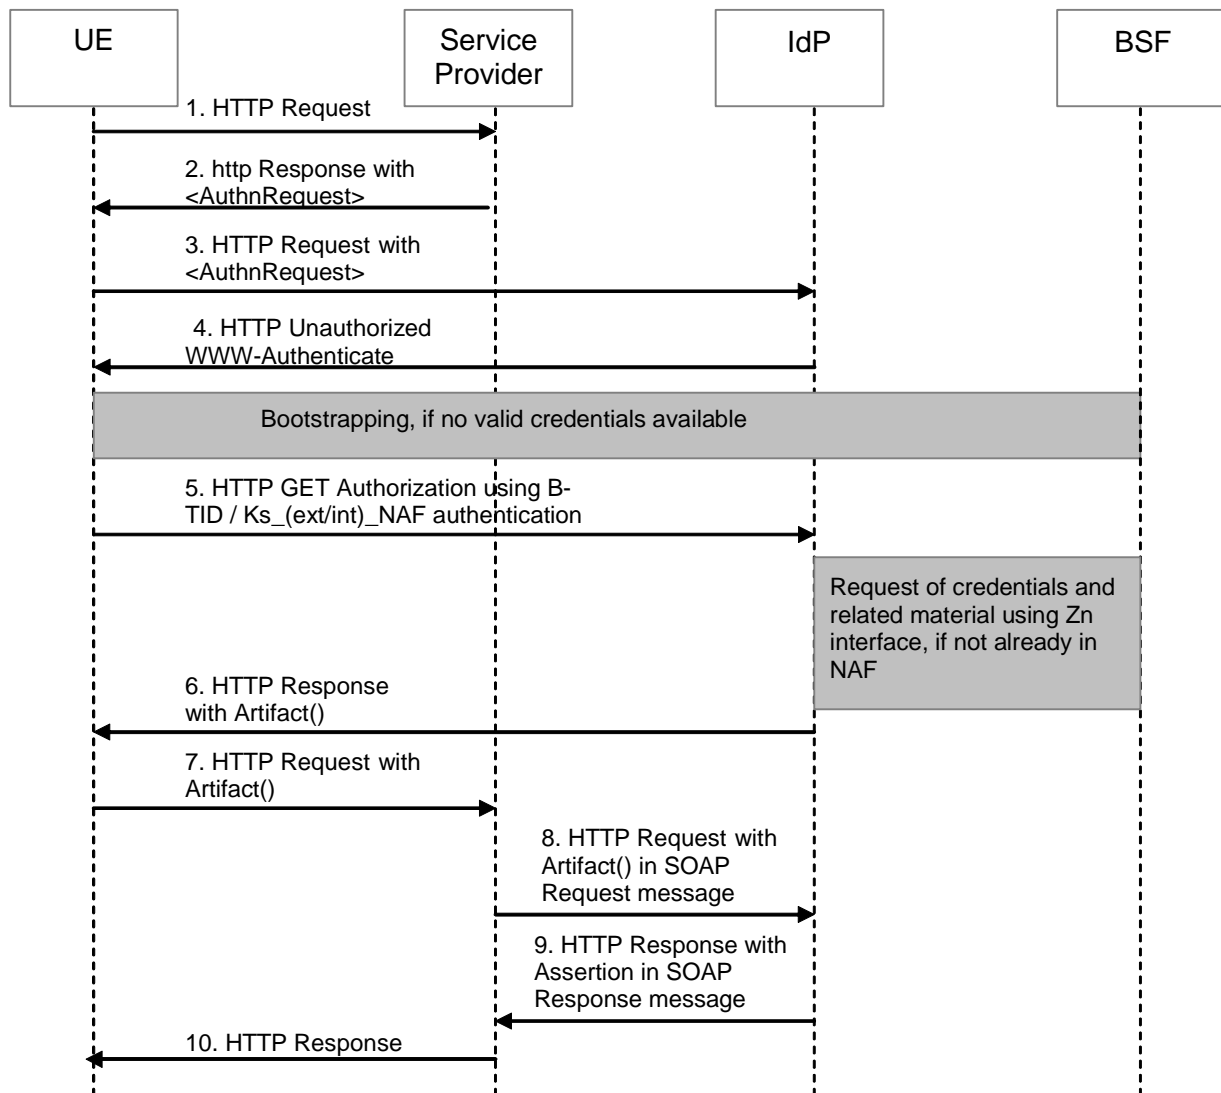 UE
Service
Provider
IdP
BSF
1. HTTP Request
2. http Response with
<AuthnRequest>
3. HTTP Request with
<AuthnRequest>
4. HTTP Unauthorized
WWW-Authenticate
Bootstrapping, if no valid credentials available
5. HTTP GET Authorization using B-
TID / Ks_(ext/int)_NAF authentication
Request of credentials and
related material using Zn
interface, if not already in
NAF
6. HTTP Response
with Artifact()
7. HTTP Request with
Artifact()
8. HTTP Request with
Artifact() in SOAP
Request message
9. HTTP Response with
Assertion in SOAP
Response message
10. HTTP Response